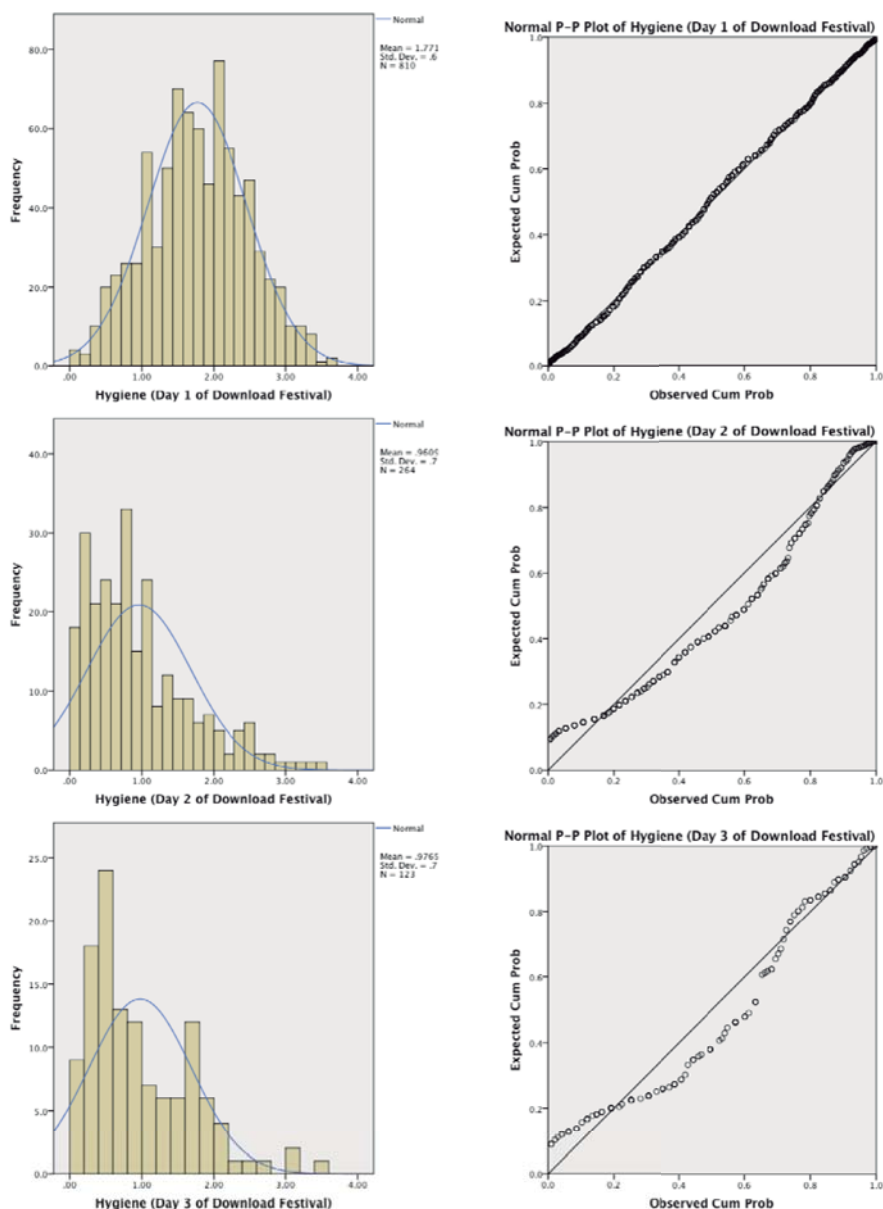 Normal
Mean = 1.771
Std. Dev. = .6
N = 810
80.0
60.0
40.0
20.0
0.0
Frequency
.00 1.00 2.00 3.00 4.00
Hygiene (Day 1 of Download Festival)
Normal P-P Plot of Hygiene (Day 1 of Download Festival)
1.0
0.8
0.6
0.4
0.2
0.0
Expected Cum Prob
0.0 0.2 0.4 0.6 0.8 1.0
Observed Cum Prob
Normal
Mean = .9609
Std. Dev. = .7
N = 264
40.0
30.0
20.0
10.0
0.0
Frequency
.00 1.00 2.00 3.00 4.00
Hygiene (Day 2 of Download Festival)
Normal P-P Plot of Hygiene (Day 2 of Download Festival)
1.0
0.8
0.6
0.4
0.2
0.0
Expected Cum Prob
0.0 0.2 0.4 0.6 0.8 1.0
Observed Cum Prob
Normal
Mean = .9765
Std. Dev. = .7
N = 123
25.0
20.0
15.0
10.0
5.0
0.0
Frequency
.00 1.00 2.00 3.00 4.00
Hygiene (Day 3 of Download Festival)
Normal P-P Plot of Hygiene (Day 3 of Download Festival)
1.0
0.8
0.6
0.4
0.2
0.0
Expected Cum Prob
0.0 0.2 0.4 0.6 0.8 1.0
Observed Cum Prob